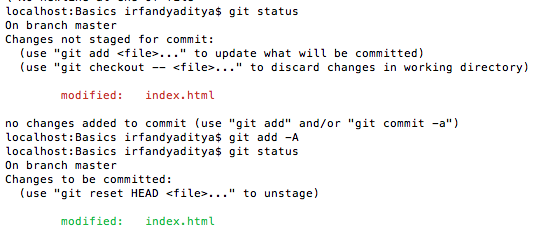 localhost:Basics irfandyaditya$ git status
On branch master
Changes not staged for commit:
  (use "git add <file>..." to update what will be committed)
  (use "git checkout -- <file>..." to discard changes in working directory)

        modified:   index.html

no changes added to commit (use "git add" and/or "git commit -a")
localhost:Basics irfandyaditya$ git add -A
localhost:Basics irfandyaditya$ git status
On branch master
Changes to be committed:
  (use "git reset HEAD <file>..." to unstage)

        modified:   index.html